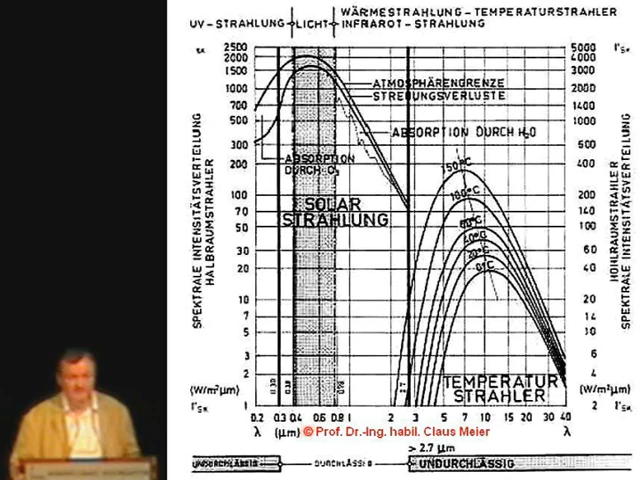 WÄRMESTRAHLUNG - TEMPERATURSTRAHLER
UV - STRAHLUNG LICHT INFRAROT - STRAHLUNG
2500
2000
1500
1000
700
500
300
200
100
70
50
30
20
10
7
5
3
2
1
5000
4000
3000
2000
1400
1000
600
400
200
140
100
60
40
20
14
10
6
4
2
SPEKTRALE INTENSITÄTSVERTEILUNG
HALBRAUMSTRAHLER
HOHLRAUMSTRAHLER
SPEKTRALE INTENSITÄTSVERTEILUNG
ATMOSPHÄRENGRENZE
STREUUNGSVERLUSTE
ABSORPTION DURCH H2O
ABSORPTION
DURCH O3
SOLAR
STRAHLUNG
150°C
100°C
60°C
40°C
20°C
0°C
TEMPERATUR
STRAHLER
(W/m²µm)
(W/m²µm)
0.2 0.3 0.4 0.6 0.8 1 2 3 5 7 10 15 20 30 40
λ (µm) © Prof. Dr.-Ing. habil. Claus Meier λ
> 2.7 µm
UNDURCHLÄSSIG DURCHLÄSSIG UNDURCHLÄSSIG